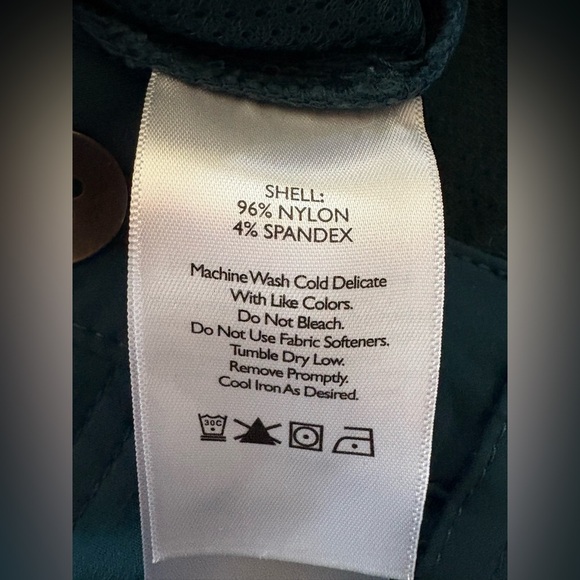 SHELL:
96% NYLON
4% SPANDEX
Machine Wash Cold Delicate
With Like Colors.
Do Not Bleach.
Do Not Use Fabric Softeners.
Tumble Dry Low.
Remove Promptly.
Cool Iron As Desired.
30C